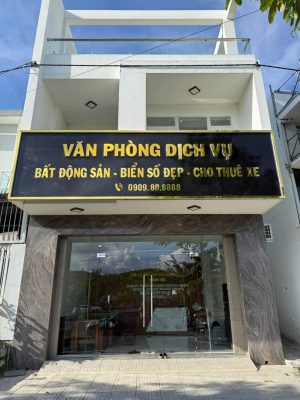 VĂN PHÒNG DỊCH VỤ
BẤT ĐỘNG SẢN - BIỂN SỐ ĐẸP - CHO THUÊ XE
0909.80.8888